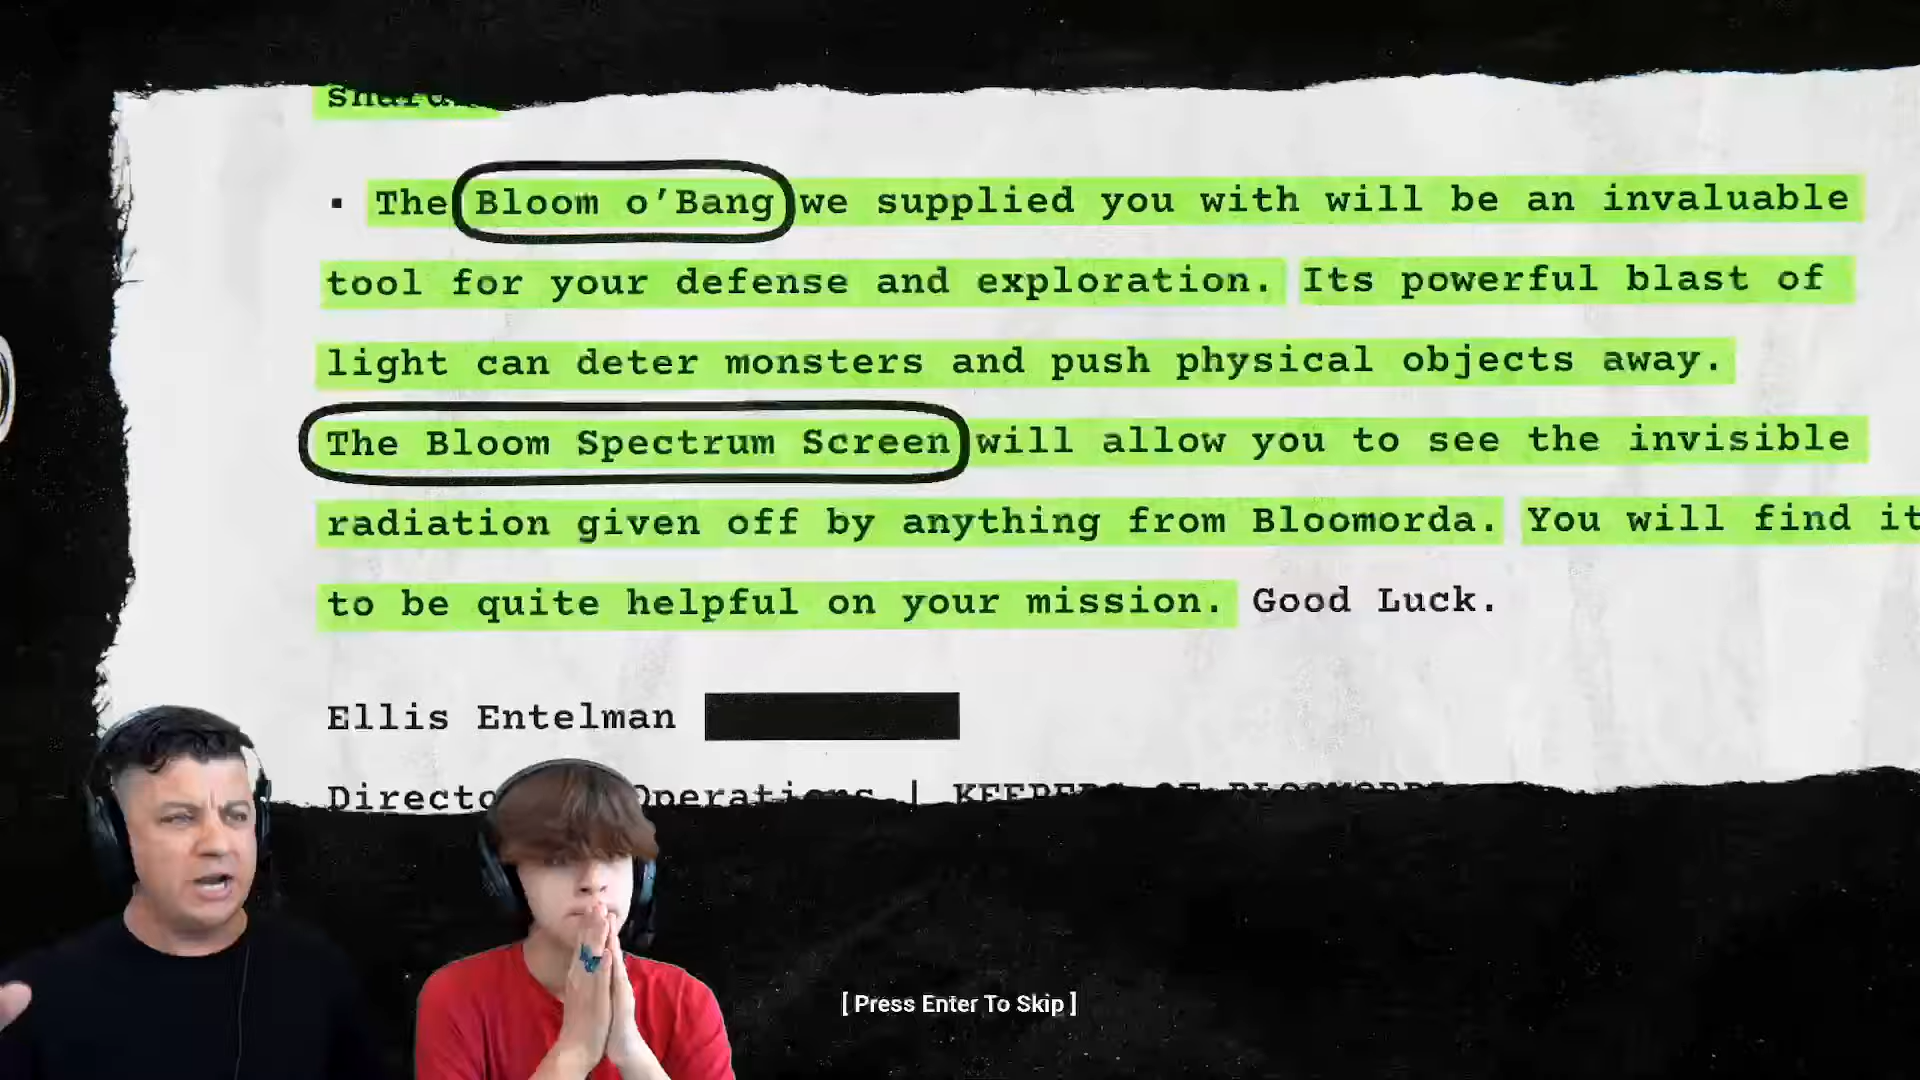 ▪ The Bloom o'Bang we supplied you with will be an invaluable
tool for your defense and exploration. Its powerful blast of
light can deter monsters and push physical objects away.
The Bloom Spectrum Screen will allow you to see the invisible
radiation given off by anything from Bloomorda. You will find it
to be quite helpful on your mission. Good Luck.
Ellis Entelman
Operations |
[ Press Enter To Skip ]